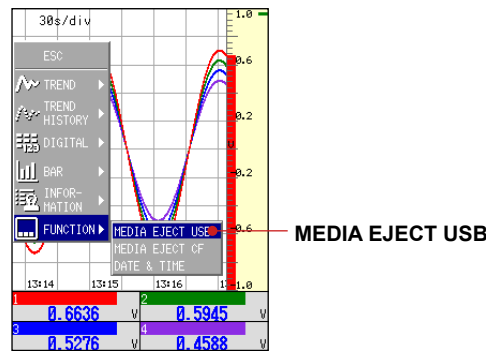 30s/div
1.0
0.6
0.2
-0.2
-0.6
-1.0
ESC
TREND
TREND
HISTORY
DIGITAL
BAR
INFOR-
MATION
FUNCTION
MEDIA EJECT USB
MEDIA EJECT CF
DATE & TIME
MEDIA EJECT USB
13:14 13:15 13:16
1 0.6636 V
2 0.5945 V
3 0.5276 V
4 0.4588 V